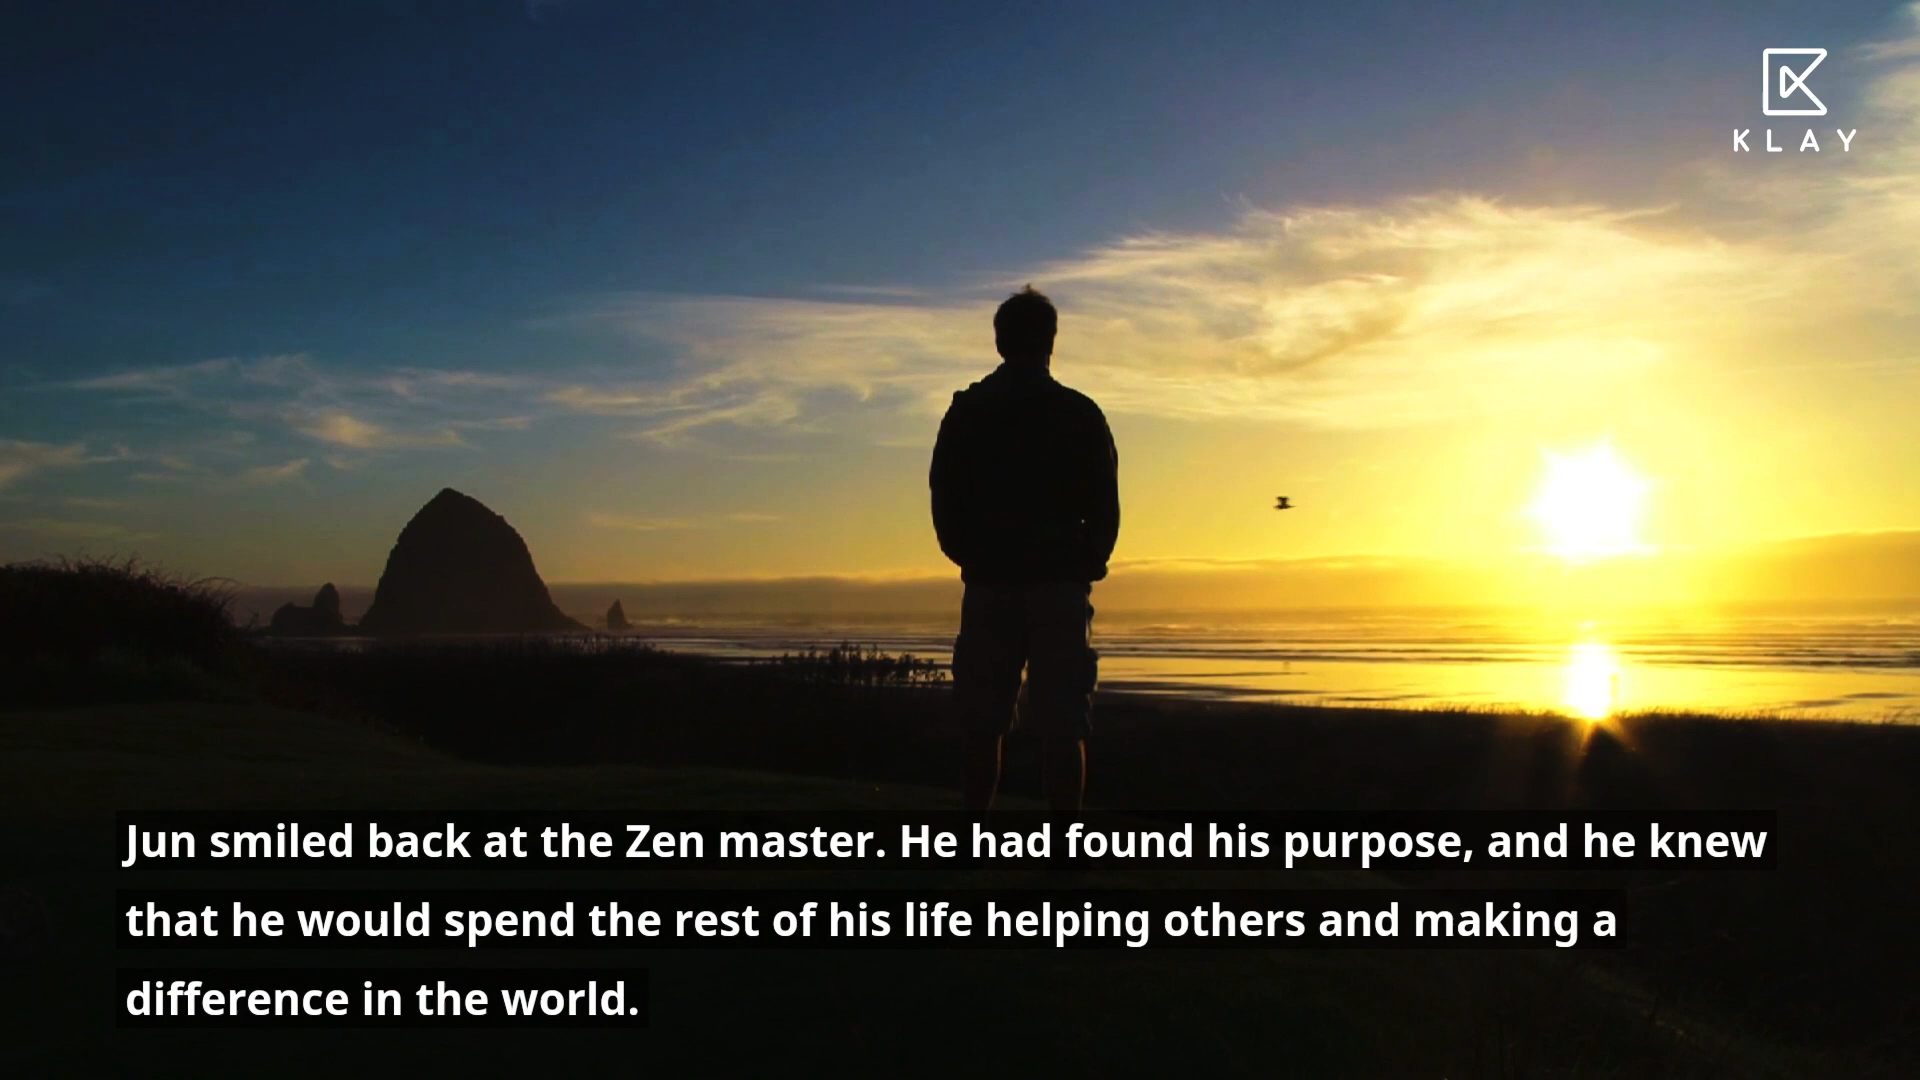 KLAY
Jun smiled back at the Zen master. He had found his purpose, and he knew
that he would spend the rest of his life helping others and making a
difference in the world.